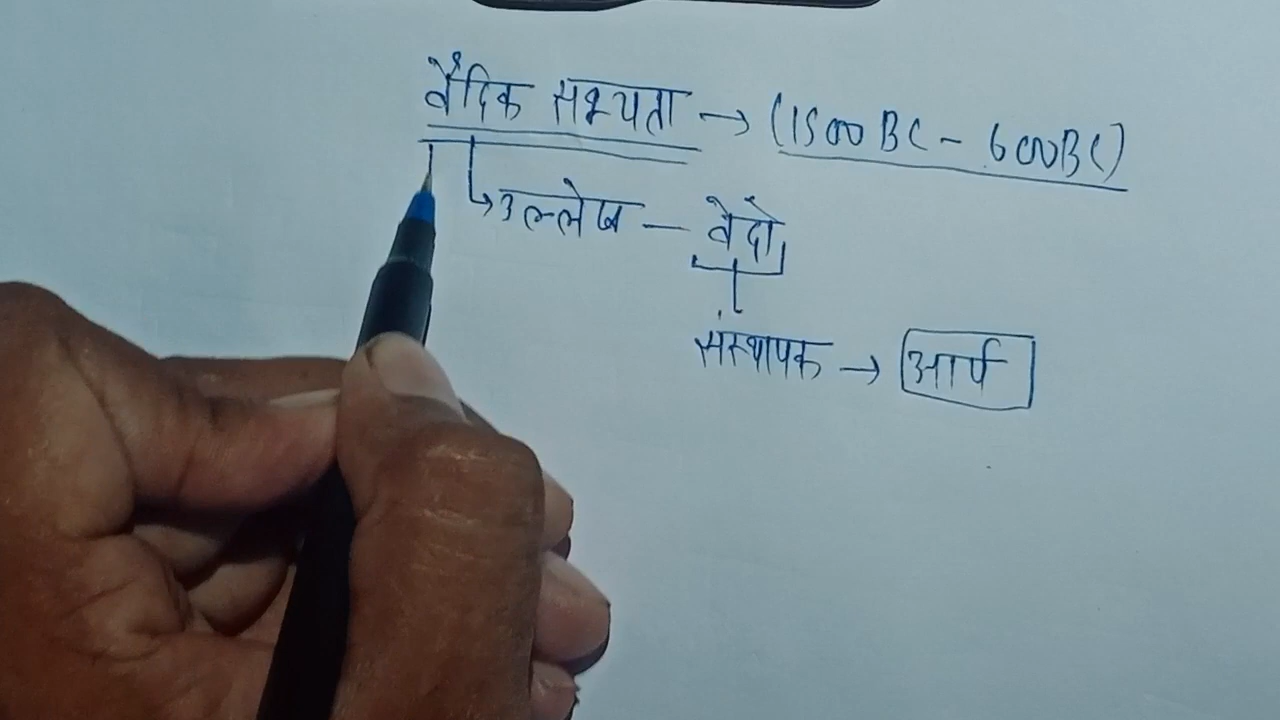 वैदिक सभ्यता → (1500 BC - 600 BC)
↳ उल्लेख — वेदों
संस्थापक → आर्य